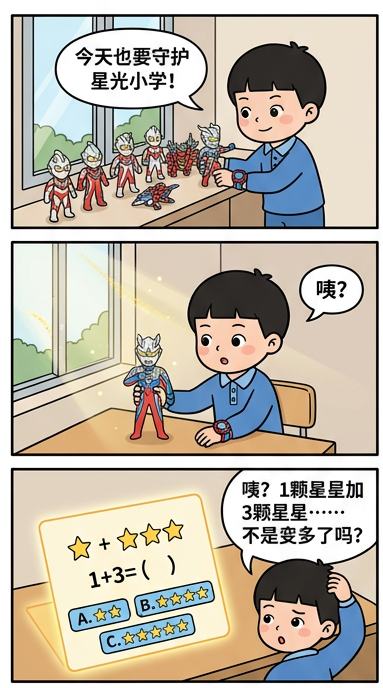 今天也要守护
星光小学！
咦？
咦？1颗星星加
3颗星星……
不是变多了吗？
⭐ + ⭐⭐⭐
1+3=( )
A.⭐⭐
B.⭐⭐⭐⭐
C.⭐⭐⭐⭐⭐